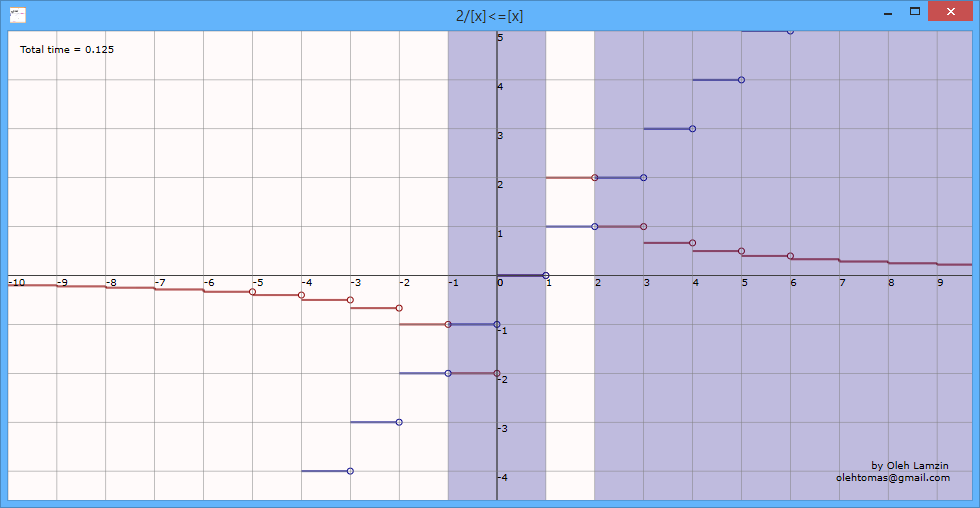 2/[x]<=[x]
Total time = 0.125
5
4
3
2
1
-10 -9 -8 -7 -6 -5 -4 -3 -2 -1 0 1 2 3 4 5 6 7 8 9
-1
-2
-3
-4
by Oleh Lamzin
olehtomas@gmail.com